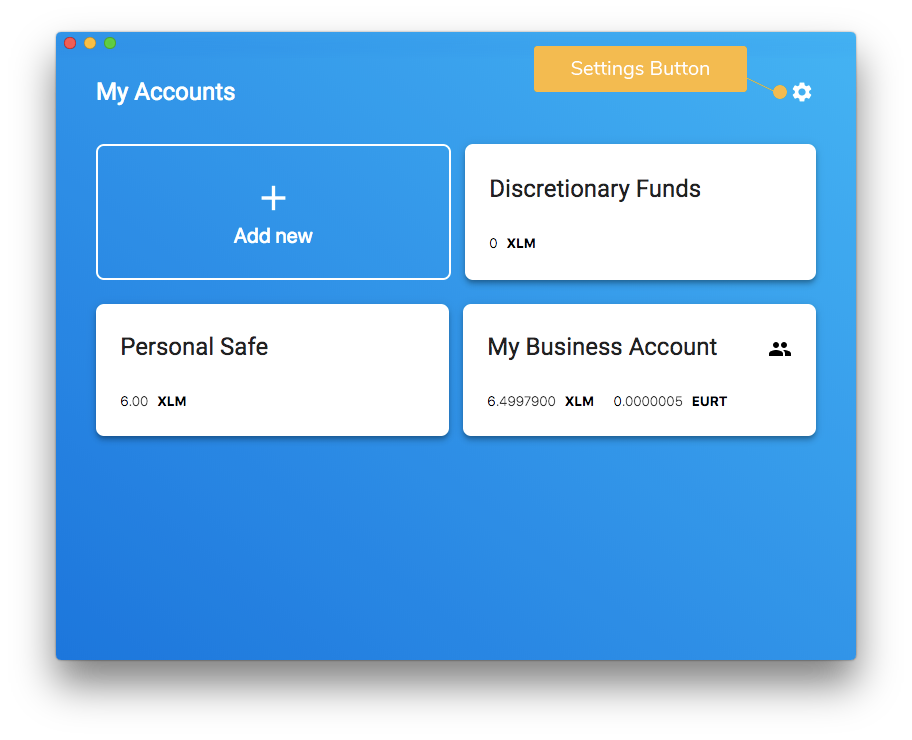 Settings Button
My Accounts
Add new
Discretionary Funds
0 XLM
Personal Safe
6.00 XLM
My Business Account
6.4997900 XLM 0.0000005 EURT